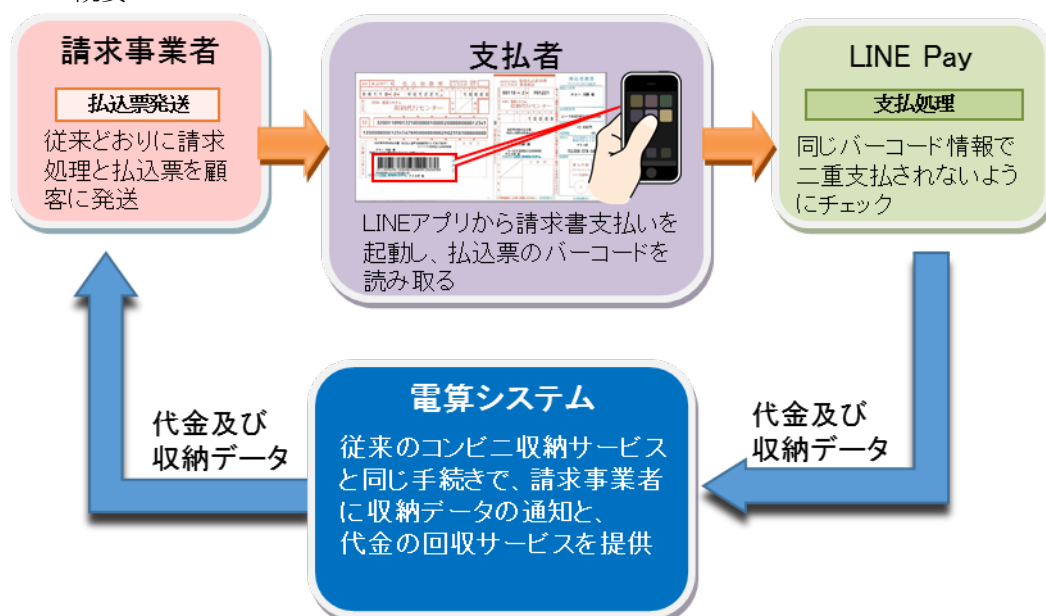 概要
請求事業者
払込票発送
従来どおりに請求
処理と払込票を顧
客に発送
支払者
LINEアプリから請求書支払いを
起動し、払込票のバーコードを
読み取る
LINE Pay
支払処理
同じバーコード情報で
二重支払されないよう
にチェック
代金及び
収納データ
電算システム
従来のコンビニ収納サービス
と同じ手続きで、請求事業者
に収納データの通知と、
代金の回収サービスを提供
代金及び
収納データ